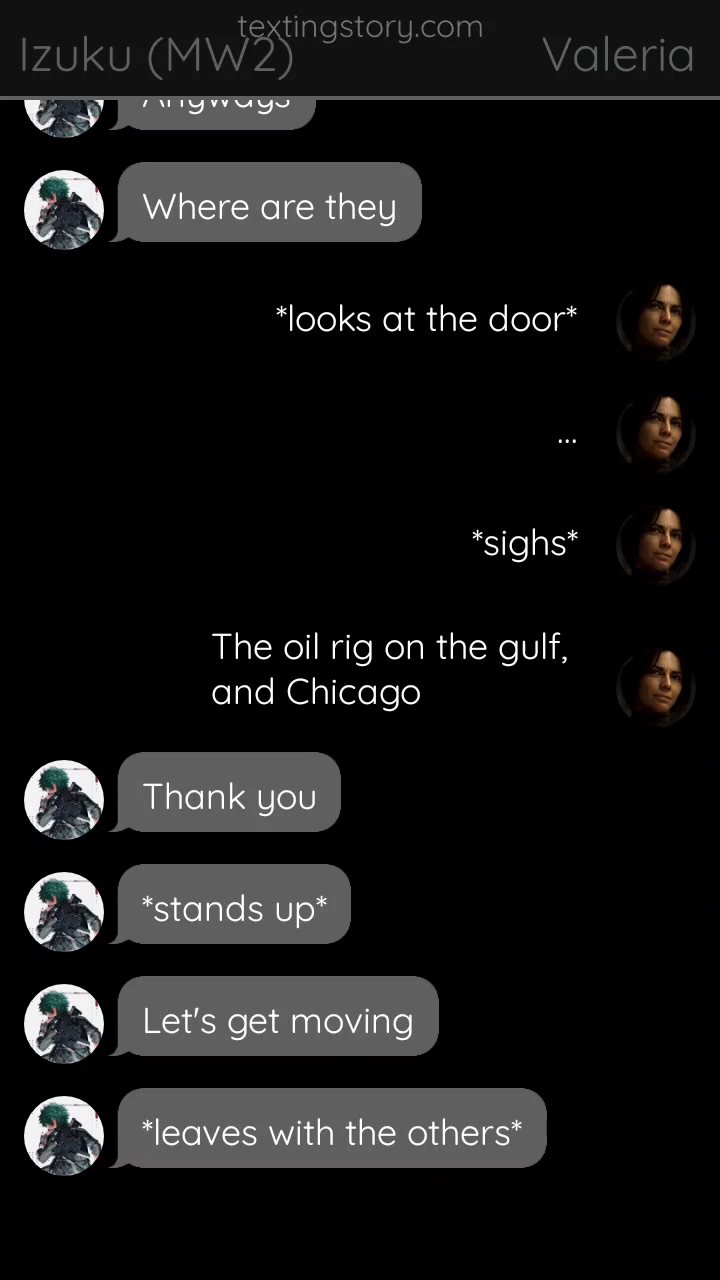 textingstory.com
Izuku (MW2)
Valeria
Anyways
Where are they
*looks at the door*
...
*sighs*
The oil rig on the gulf,
and Chicago
Thank you
*stands up*
Let's get moving
*leaves with the others*